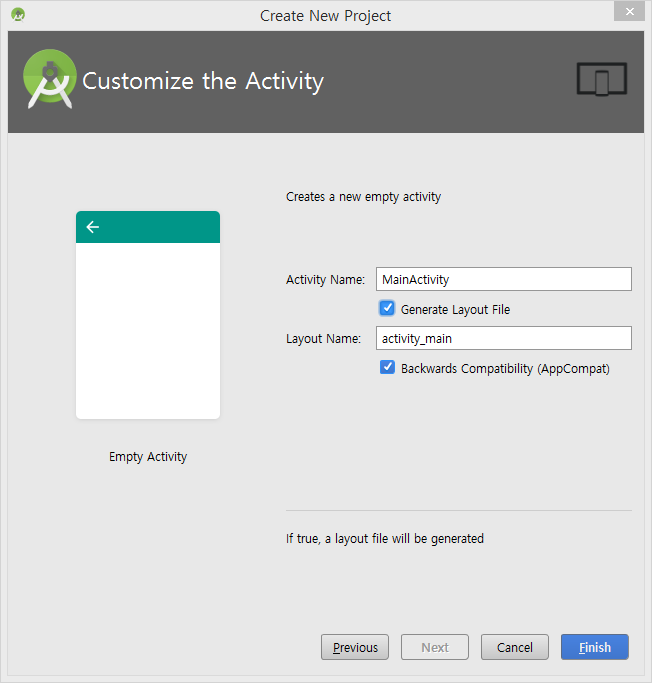 Create New Project
Customize the Activity
Creates a new empty activity
Activity Name: MainActivity
Generate Layout File
Layout Name: activity_main
Backwards Compatibility (AppCompat)
Empty Activity
If true, a layout file will be generated
Previous Next Cancel Finish